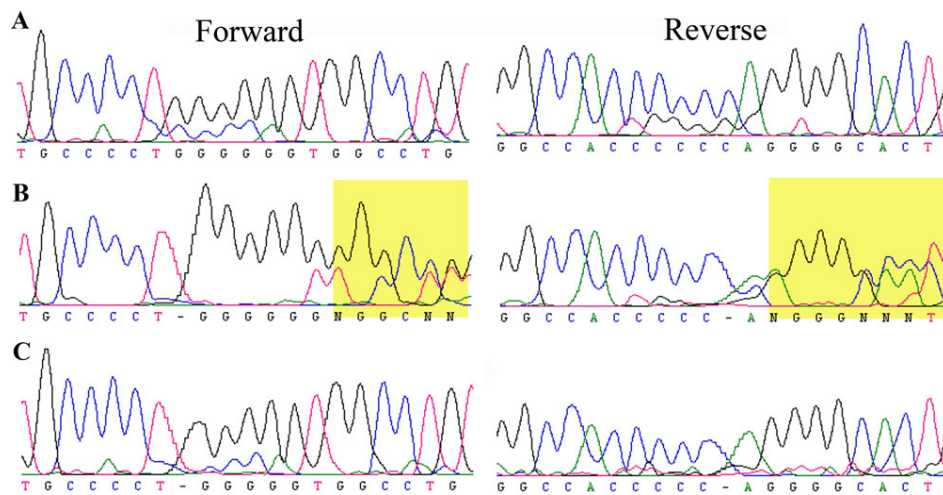 A
Forward
Reverse
T G C C C C T G G G G G G T G G C C T G
G G C C A C C C C C C A G G G G C A C T
B
T G C C C C T - G G G G G G N G G C N N
G G C C A C C C C C - A N G G G N N N T
C
T G C C C C T - G G G G G T G G C C T G
G G C C A C C C C C - A G G G G C A C T